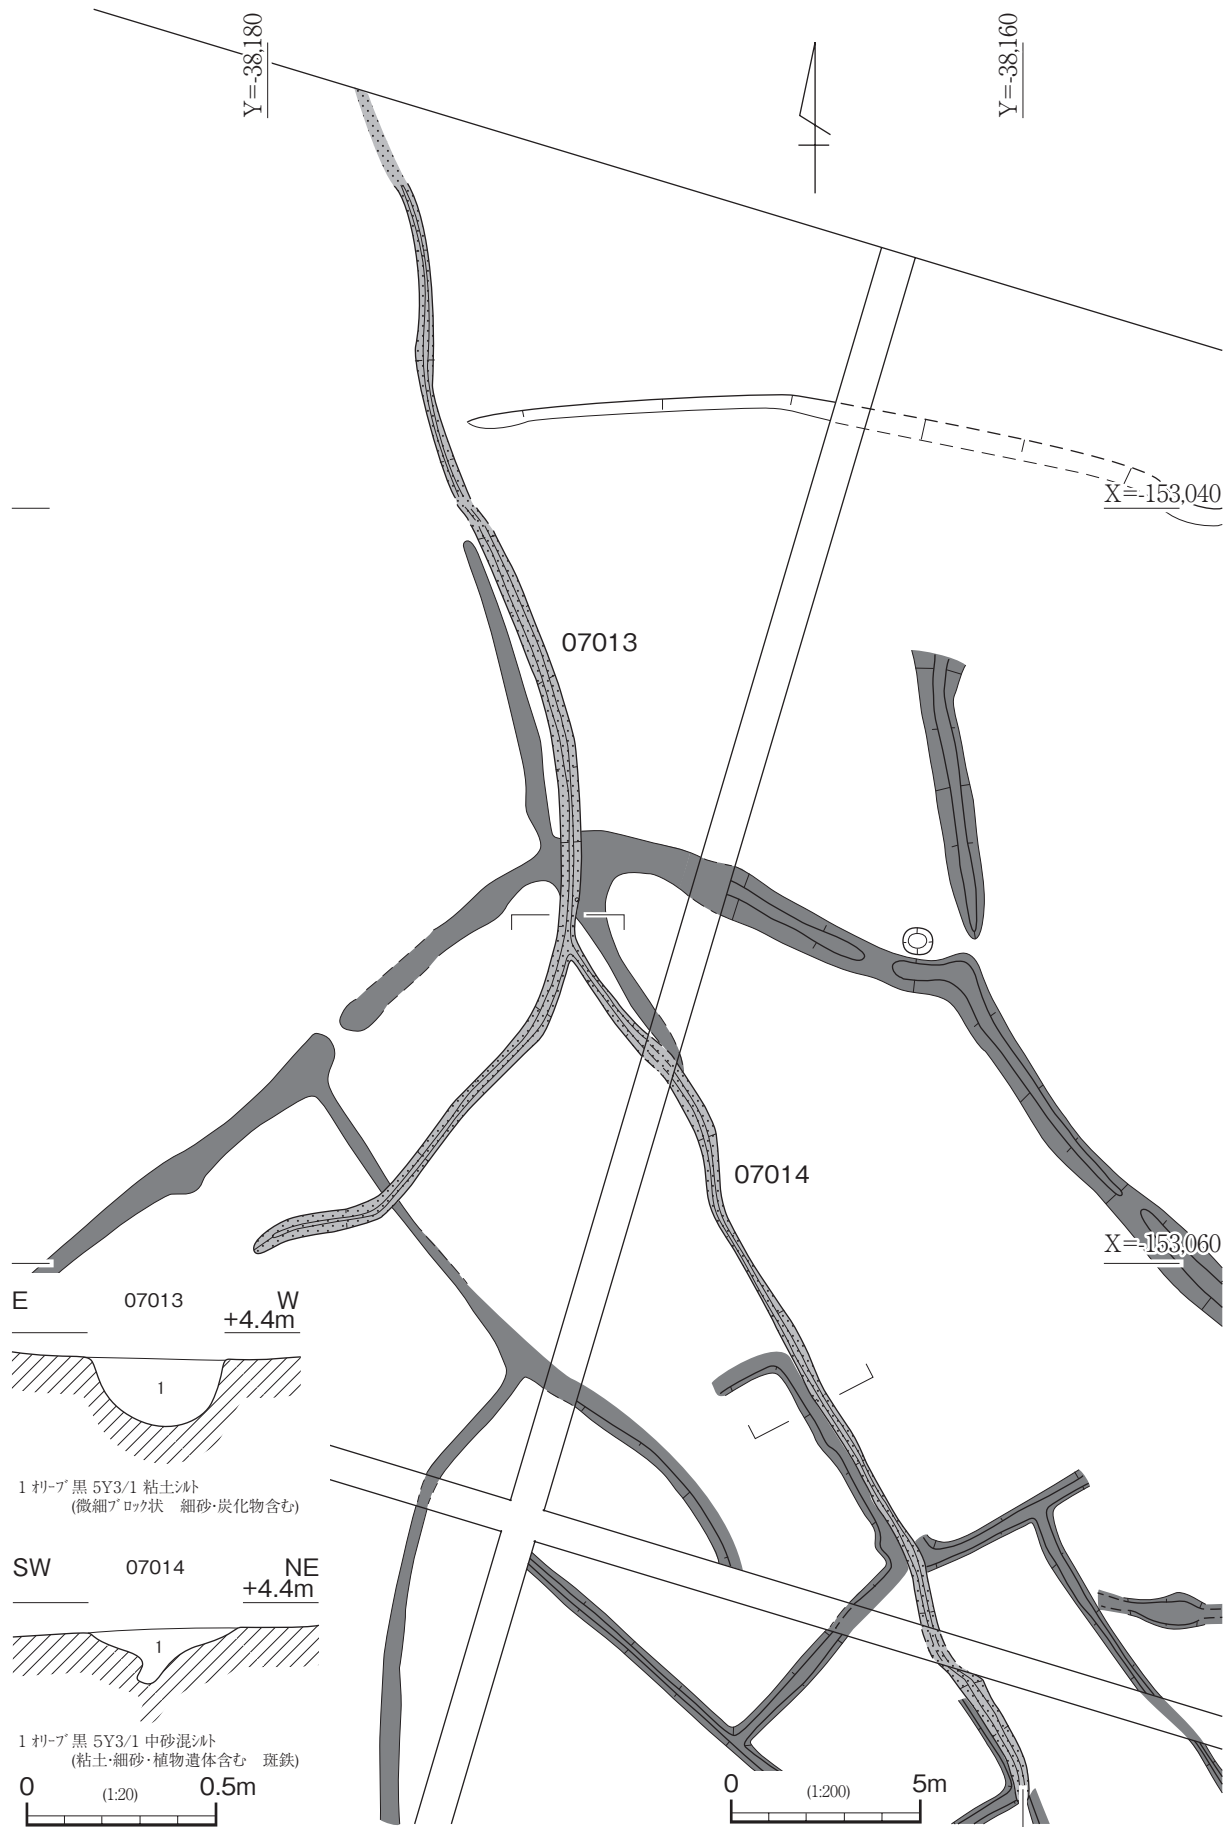 Y=-38,180
Y=-38,160
X=-153,040
07013
07014
X=-153,060
E 07013 W
+4.4m
1
1 ｵﾘｰﾌﾞ黒 5Y3/1 粘土ｼﾙﾄ
(微細ﾌﾞﾛｯｸ状　細砂･炭化物含む)
SW 07014 NE
+4.4m
1
1 ｵﾘｰﾌﾞ黒 5Y3/1 中砂混ｼﾙﾄ
(粘土･細砂･植物遺体含む　斑鉄)
0 (1:20) 0.5m
0 (1:200) 5m